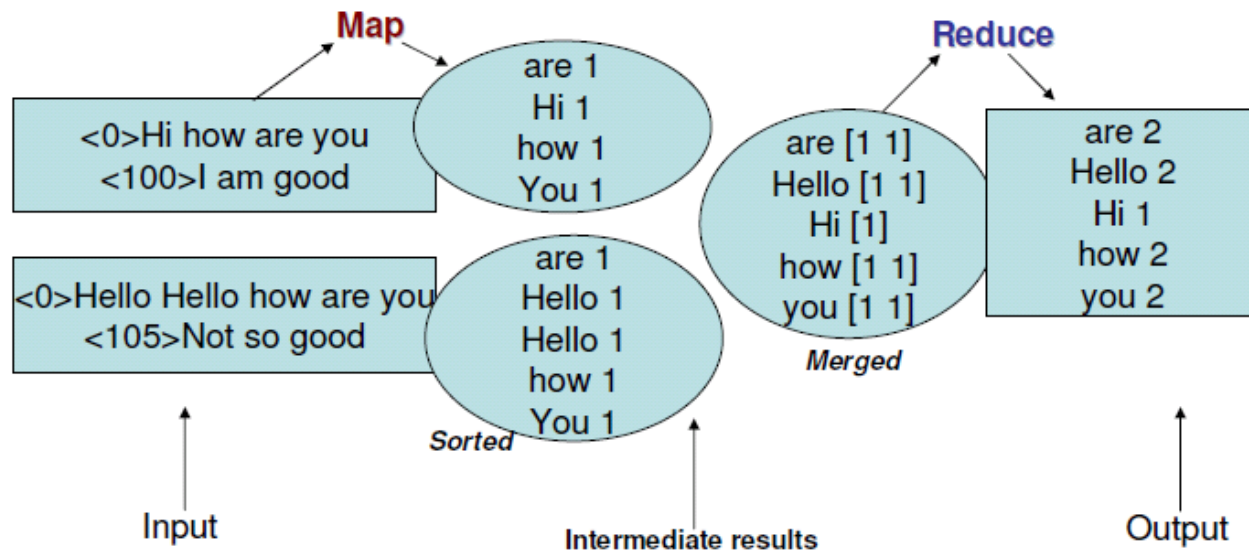 Map
<0>Hi how are you
<100>I am good
are 1
Hi 1
how 1
You 1
<0>Hello Hello how are you
<105>Not so good
are 1
Hello 1
Hello 1
how 1
You 1
Sorted
Reduce
are [1 1]
Hello [1 1]
Hi [1]
how [1 1]
you [1 1]
Merged
are 2
Hello 2
Hi 1
how 2
you 2
Input
Intermediate results
Output